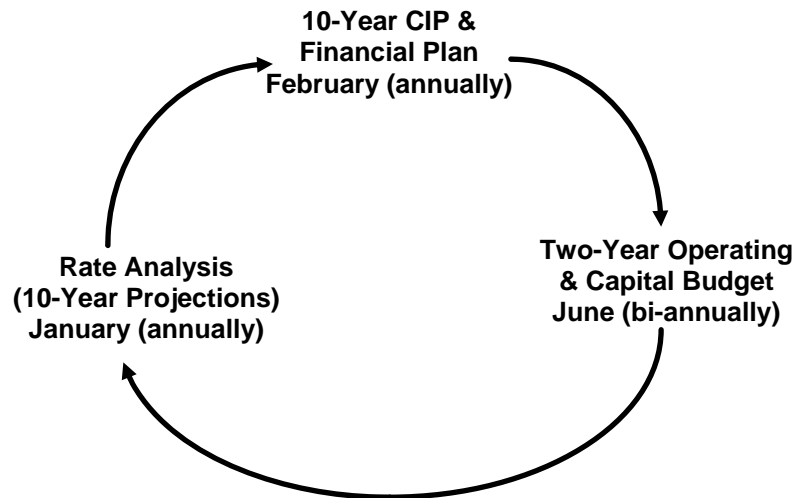 10-Year CIP &
Financial Plan
February (annually)
Two-Year Operating
& Capital Budget
June (bi-annually)
Rate Analysis
(10-Year Projections)
January (annually)